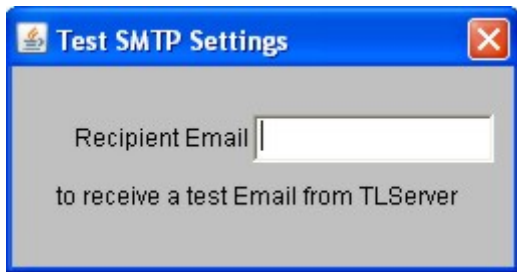 Test SMTP Settings
Recipient Email
to receive a test Email from TLServer